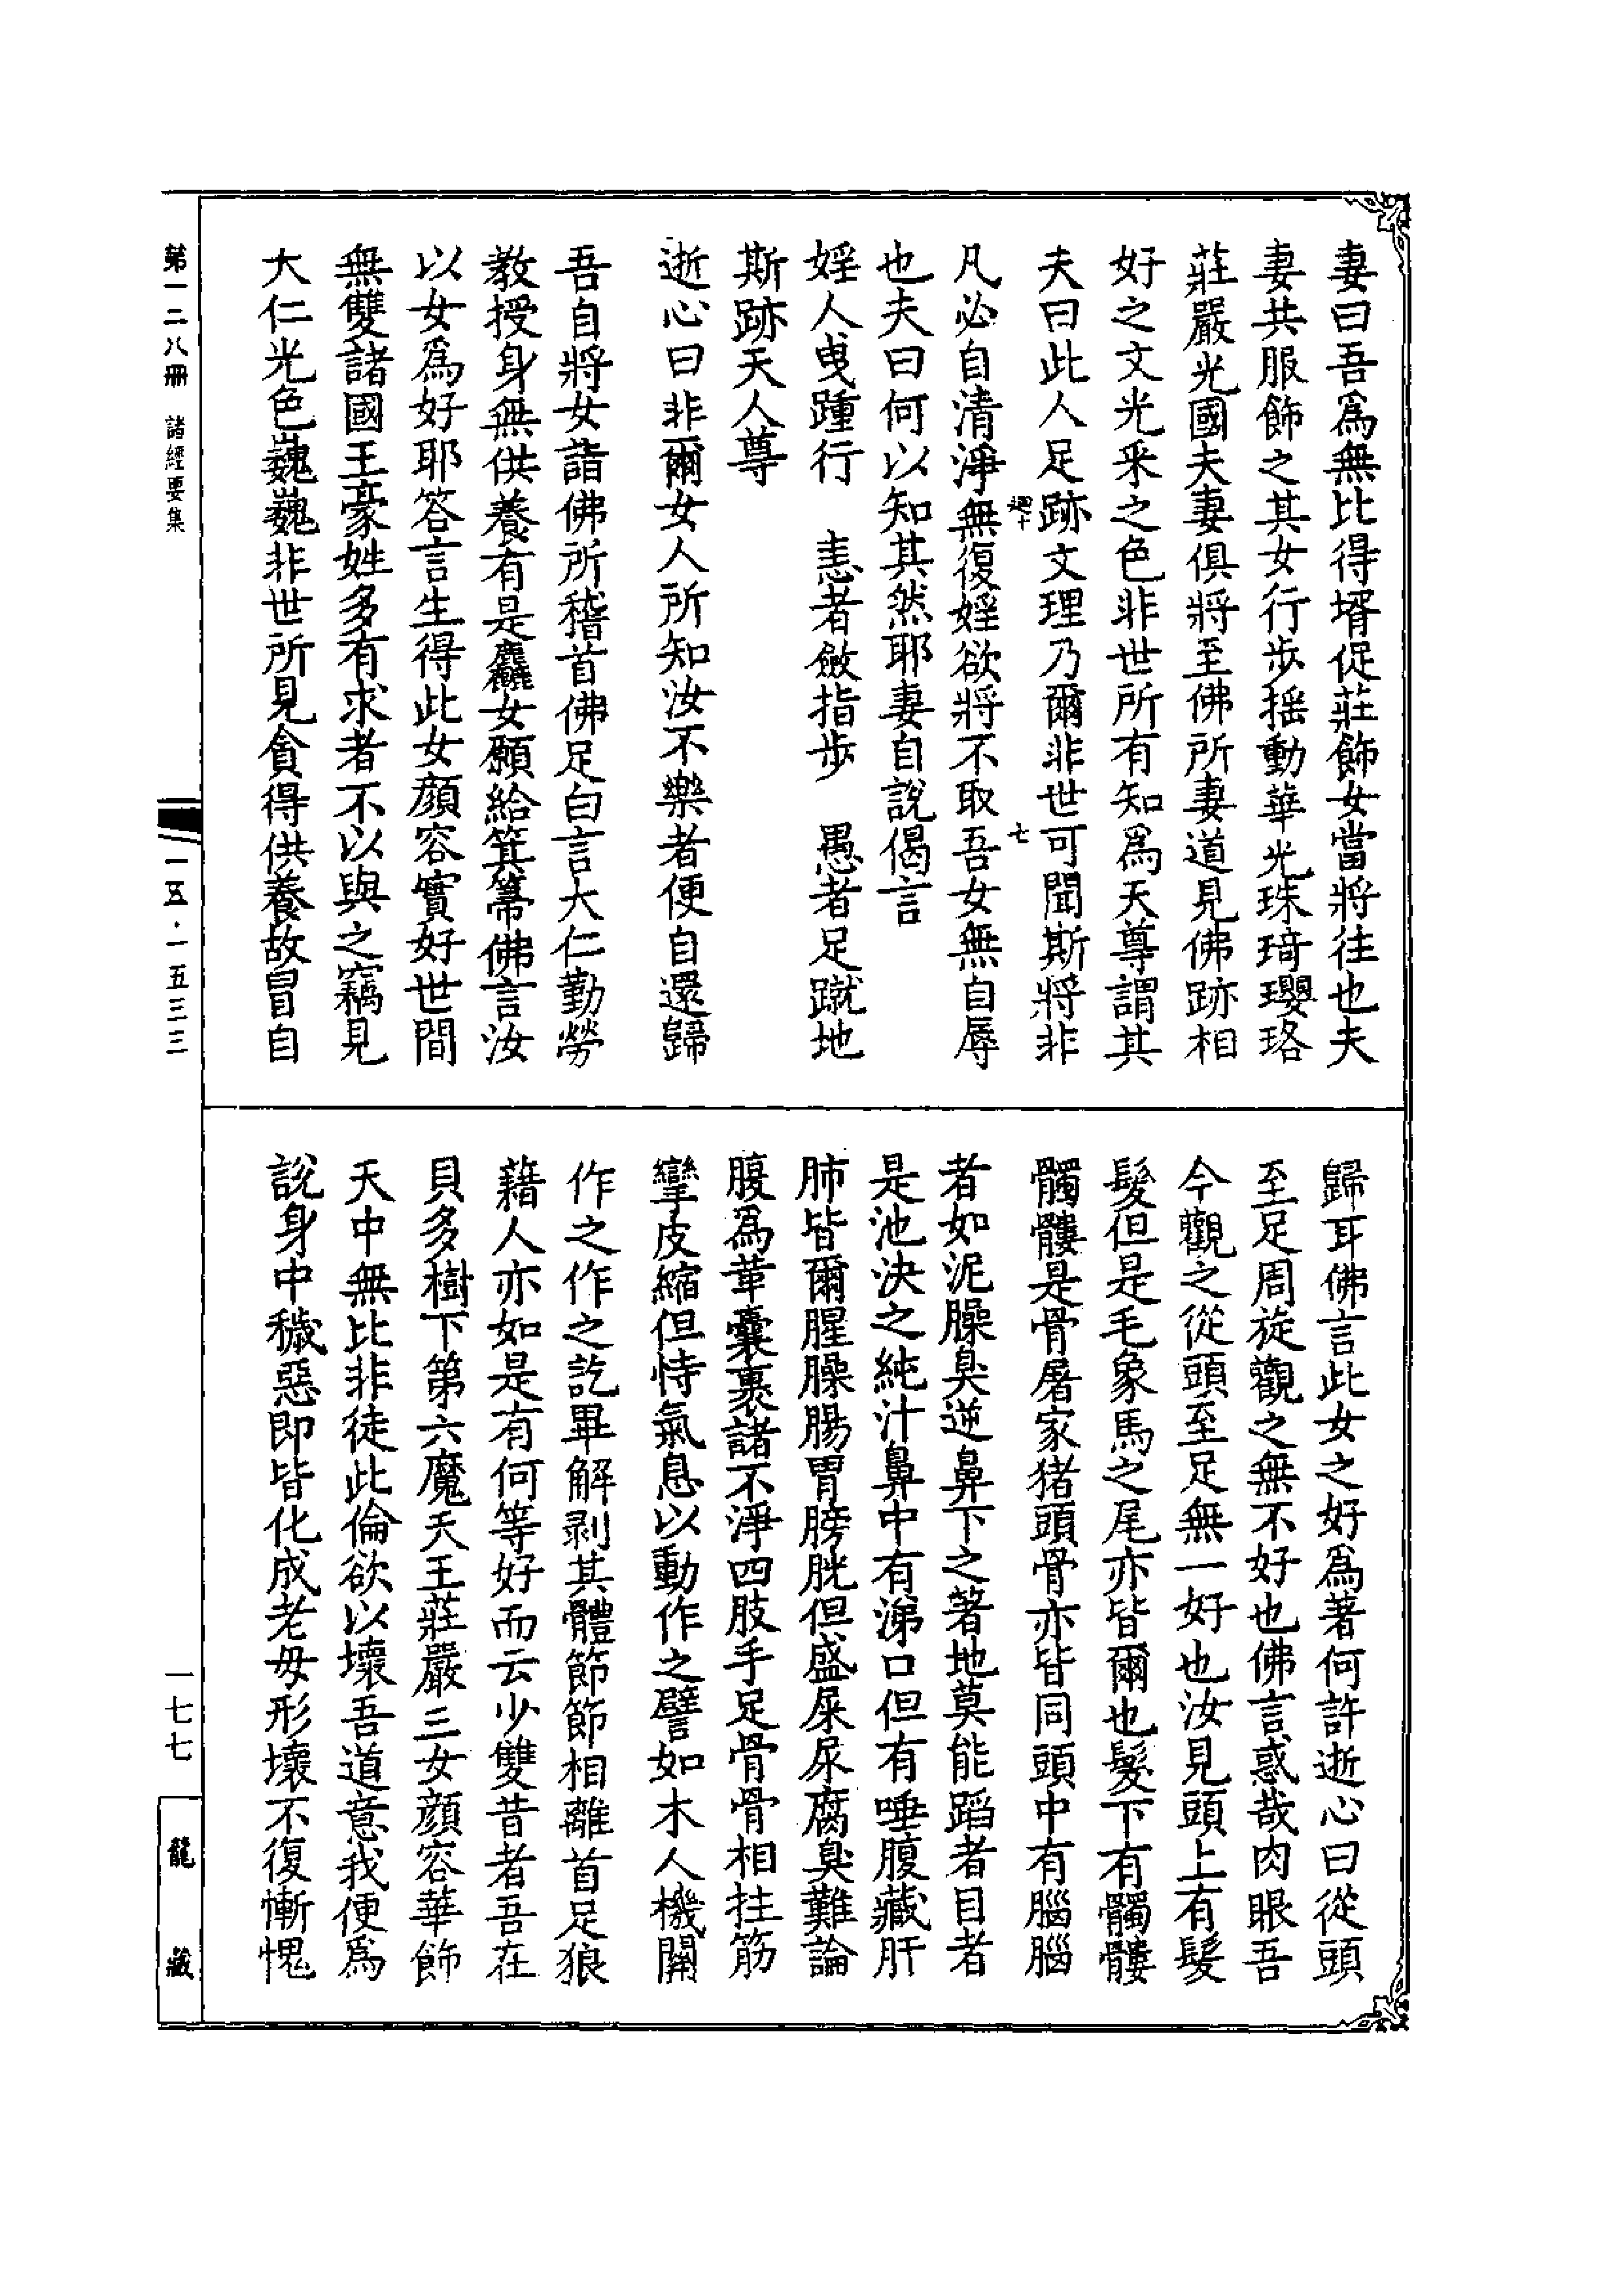 妻曰吾爲無比得壻促莊飾女當將往也夫
妻共服飾之其女行步摇動華光珠琦瓔珞
莊嚴光國夫妻俱將至佛所妻道見佛跡相
好之文光采之色非世所有知爲天尊謂其
夫曰此人足跡文理乃爾非世可聞斯將非
凡必自清淨無復婬欲將不取吾女無自辱
也夫曰何以知其然耶妻自說偈言
婬人曳踵行　恚者斂指步　愚者足蹴地
斯跡天人尊
逝心曰非爾女人所知汝不樂者便自還歸
吾自將女詣佛所稽首佛足白言大仁勤勞
教授身無供養有是麤女願給箕箒佛言汝
以女爲好耶答言生得此女顔容實好世間
無雙諸國王豪姓多有求者不以與之竊見
大仁光色巍巍非世所見貪得供養故冒自
歸耳佛言此女之好爲著何許逝心曰從頭
至足周旋觀之無不好也佛言惑哉肉眼吾
今觀之從頭至足無一好也汝見頭上有髮
髮但是毛象馬之尾亦皆爾也髮下有髑髏
髑髏是骨屠家猪頭骨亦皆同頭中有腦腦
者如泥臊臭逆鼻下之著地莫能蹈者目者
是池決之純汁鼻中有涕口但有唾腹藏肝
肺皆爾腥臊腸胃膀胱但盛屎尿腐臭難論
腹爲革囊裹諸不淨四肢手足骨骨相拄筋
攣皮縮但恃氣息以動作之譬如木人機關
作之作之訖畢解剥其體節節相離首足狼
藉人亦如是有何等好而云少雙昔者吾在
貝多樹下第六魔天王莊嚴三女顔容華飾
天中無比非徒此倫欲以壞吾道意我便爲
說身中穢惡即皆化成老母形壞不復慚愧
七
第一二八冊　諸經要集
一五·一五三三
一七七
龍藏